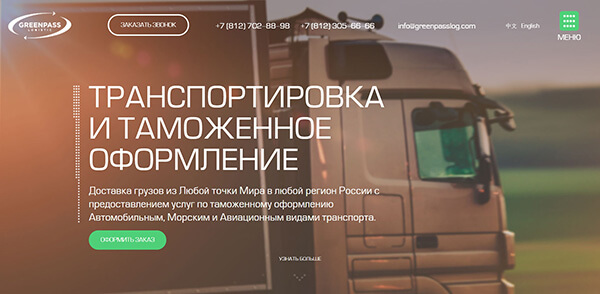 GREENPASS
LOGISTIC
ЗАКАЗАТЬ ЗВОНОК
+7 (812) 702-88-98
+7 (812) 305-66-66
info@greenpasslog.com
中文
English
МЕНЮ
ТРАНСПОРТИРОВКА
И ТАМОЖЕННОЕ
ОФОРМЛЕНИЕ
Доставка грузов из Любой точки Мира в любой регион России с
предоставлением услуг по таможенному оформлению
Автомобильным, Морским и Авиационным видами транспорта.
ОФОРМИТЬ ЗАКАЗ
УЗНАТЬ БОЛЬШЕ